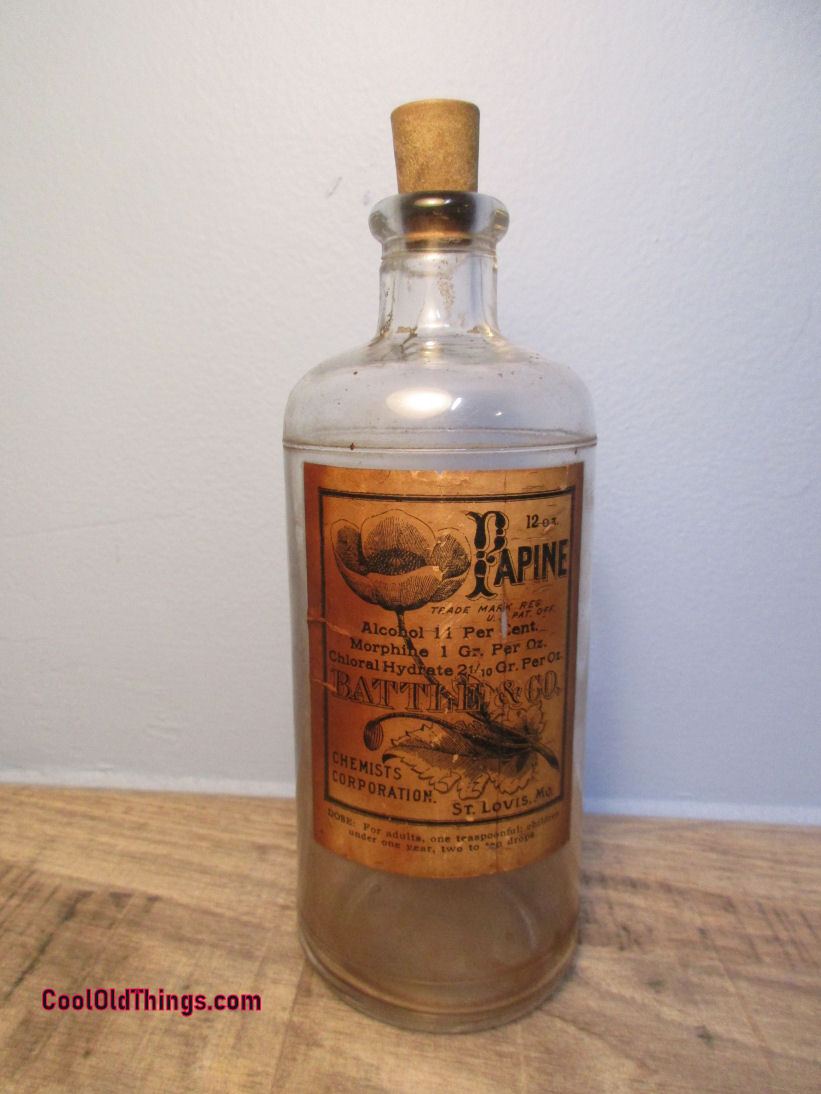 12 oz.
PAPINE
TRADE MARK REG
U.S. PAT. OFF.
Alcohol 11 Per Cent.
Morphine 1 Gr. Per Oz.
Chloral Hydrate 2 1/10 Gr. Per Oz.
BATTLE & CO.
CHEMISTS
CORPORATION.
ST. LOUIS. MO.
DOSE: For adults, one teaspoonful; children
under one year, two to ten drops.
CoolOldThings.com